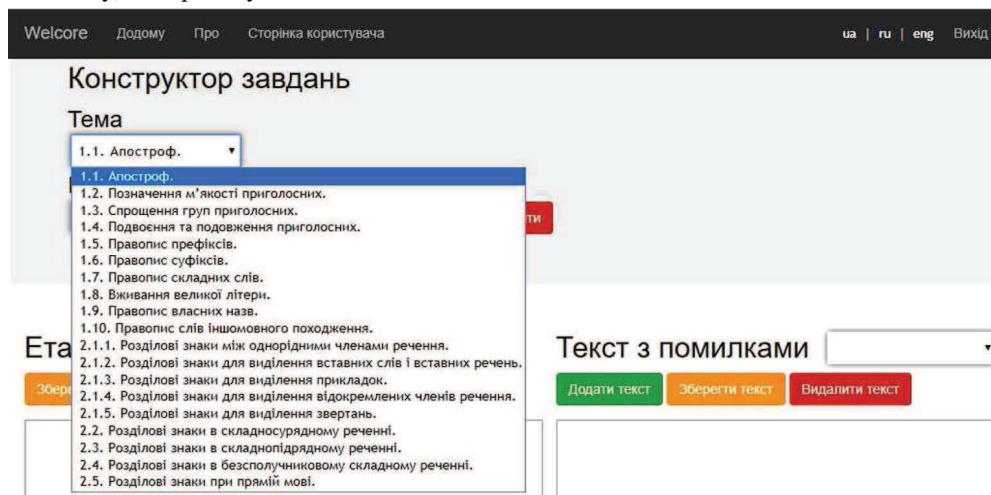 Welcore Додому Про Сторінка користувача ua | ru | eng Вихід
Конструктор завдань
Тема
1.1. Апостроф.
1.1. Апостроф.
1.2. Позначення м’якості приголосних.
1.3. Спрощення груп приголосних.
1.4. Подвоєння та подовження приголосних.
1.5. Правопис префіксів.
1.6. Правопис суфіксів.
1.7. Правопис складних слів.
1.8. Вживання великої літери.
1.9. Правопис власних назв.
1.10. Правопис слів іншомовного походження.
2.1.1. Розділові знаки між однорідними членами речення.
2.1.2. Розділові знаки для виділення вставних слів і вставних речень.
2.1.3. Розділові знаки для виділення прикладок.
2.1.4. Розділові знаки для виділення відокремлених членів речення.
2.1.5. Розділові знаки для виділення звертань.
2.2. Розділові знаки в складносурядному реченні.
2.3. Розділові знаки в складнопідрядному реченні.
2.4. Розділові знаки в безсполучниковому складному реченні.
2.5. Розділові знаки при прямій мові.
ти
Ета
Збер
Текст з помилками
Додати текст Зберегти текст Видалити текст